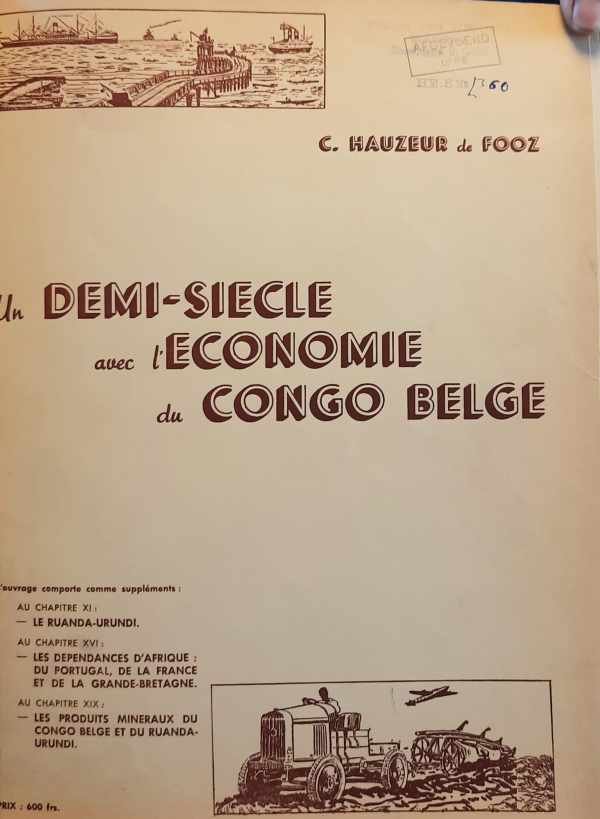 AFGEVOERD
C. HAUZEUR de FOOZ
Un DEMI-SIECLE
avec l'ECONOMIE
du CONGO BELGE
L'ouvrage comporte comme suppléments :
AU CHAPITRE XI :
— LE RUANDA-URUNDI.
AU CHAPITRE XVI :
— LES DEPENDANCES D'AFRIQUE :
DU PORTUGAL, DE LA FRANCE
ET DE LA GRANDE-BRETAGNE.
AU CHAPITRE XIX :
— LES PRODUITS MINERAUX DU
CONGO BELGE ET DU RUANDA-
URUNDI.
PRIX : 600 frs.